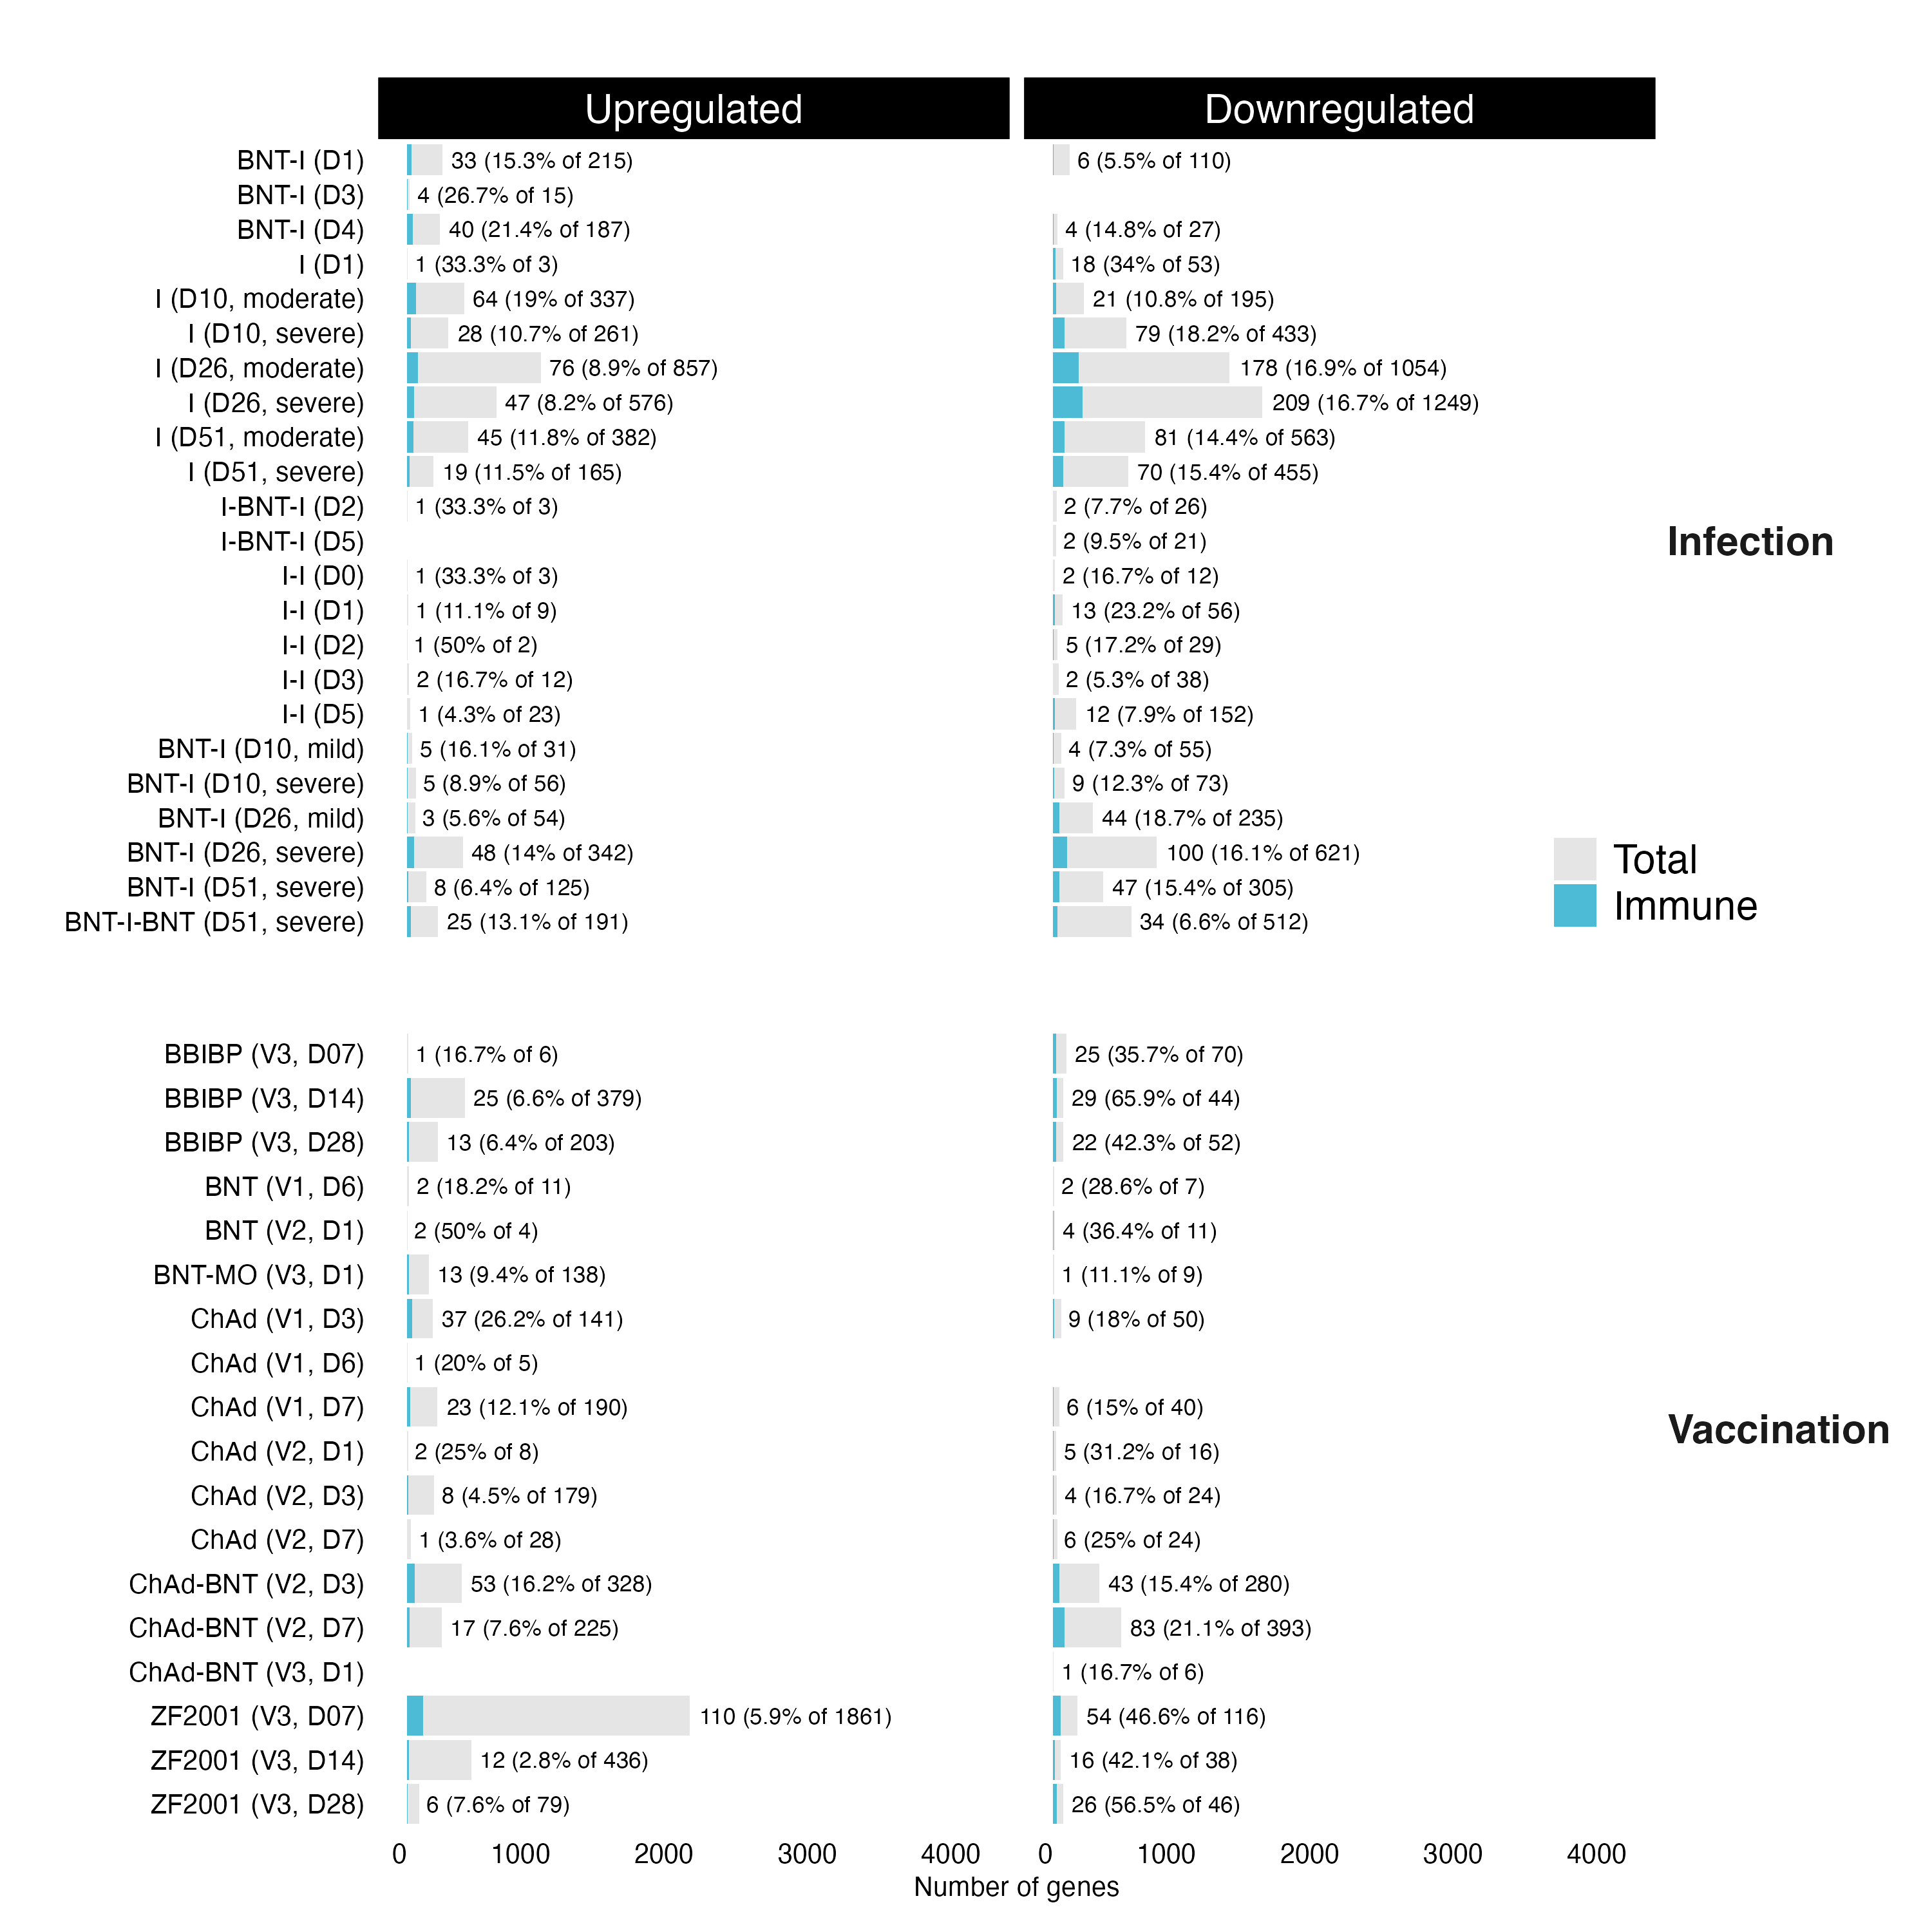 Upregulated Downregulated
BNT-I (D1) 33 (15.3% of 215) 6 (5.5% of 110)
BNT-I (D3) 4 (26.7% of 15)
BNT-I (D4) 40 (21.4% of 187) 4 (14.8% of 27)
I (D1) 1 (33.3% of 3) 18 (34% of 53)
I (D10, moderate) 64 (19% of 337) 21 (10.8% of 195)
I (D10, severe) 28 (10.7% of 261) 79 (18.2% of 433)
I (D26, moderate) 76 (8.9% of 857) 178 (16.9% of 1054)
I (D26, severe) 47 (8.2% of 576) 209 (16.7% of 1249)
I (D51, moderate) 45 (11.8% of 382) 81 (14.4% of 563)
I (D51, severe) 19 (11.5% of 165) 70 (15.4% of 455)
I-BNT-I (D2) 1 (33.3% of 3) 2 (7.7% of 26)
I-BNT-I (D5) 2 (9.5% of 21)
Infection
I-I (D0) 1 (33.3% of 3) 2 (16.7% of 12)
I-I (D1) 1 (11.1% of 9) 13 (23.2% of 56)
I-I (D2) 1 (50% of 2) 5 (17.2% of 29)
I-I (D3) 2 (16.7% of 12) 2 (5.3% of 38)
I-I (D5) 1 (4.3% of 23) 12 (7.9% of 152)
BNT-I (D10, mild) 5 (16.1% of 31) 4 (7.3% of 55)
BNT-I (D10, severe) 5 (8.9% of 56) 9 (12.3% of 73)
BNT-I (D26, mild) 3 (5.6% of 54) 44 (18.7% of 235)
BNT-I (D26, severe) 48 (14% of 342) 100 (16.1% of 621)
Total
BNT-I (D51, severe) 8 (6.4% of 125) 47 (15.4% of 305)
Immune
BNT-I-BNT (D51, severe) 25 (13.1% of 191) 34 (6.6% of 512)
BBIBP (V3, D07) 1 (16.7% of 6) 25 (35.7% of 70)
BBIBP (V3, D14) 25 (6.6% of 379) 29 (65.9% of 44)
BBIBP (V3, D28) 13 (6.4% of 203) 22 (42.3% of 52)
BNT (V1, D6) 2 (18.2% of 11) 2 (28.6% of 7)
BNT (V2, D1) 2 (50% of 4) 4 (36.4% of 11)
BNT-MO (V3, D1) 13 (9.4% of 138) 1 (11.1% of 9)
ChAd (V1, D3) 37 (26.2% of 141) 9 (18% of 50)
ChAd (V1, D6) 1 (20% of 5)
ChAd (V1, D7) 23 (12.1% of 190) 6 (15% of 40)
Vaccination
ChAd (V2, D1) 2 (25% of 8) 5 (31.2% of 16)
ChAd (V2, D3) 8 (4.5% of 179) 4 (16.7% of 24)
ChAd (V2, D7) 1 (3.6% of 28) 6 (25% of 24)
ChAd-BNT (V2, D3) 53 (16.2% of 328) 43 (15.4% of 280)
ChAd-BNT (V2, D7) 17 (7.6% of 225) 83 (21.1% of 393)
ChAd-BNT (V3, D1) 1 (16.7% of 6)
ZF2001 (V3, D07) 110 (5.9% of 1861) 54 (46.6% of 116)
ZF2001 (V3, D14) 12 (2.8% of 436) 16 (42.1% of 38)
ZF2001 (V3, D28) 6 (7.6% of 79) 26 (56.5% of 46)
0 1000 2000 3000 4000 0 1000 2000 3000 4000
Number of genes